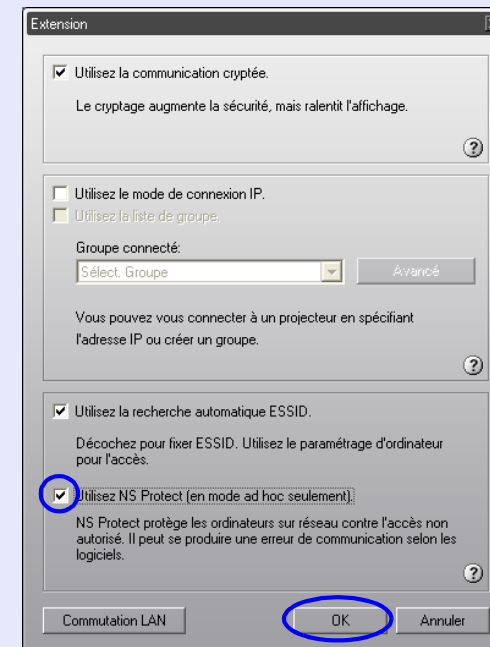 Extension
Utilisez la communication cryptée.
Le cryptage augmente la sécurité, mais ralentit l'affichage.
?
Utilisez le mode de connexion IP.
Utilisez la liste de groupe.
Groupe connecté:
Sélect. Groupe
Avancé
Vous pouvez vous connecter à un projecteur en spécifiant
l'adresse IP ou créer un groupe.
?
Utilisez la recherche automatique ESSID.
Décochez pour fixer ESSID. Utilisez le paramétrage d'ordinateur
pour l'accès.
Utilisez NS Protect (en mode ad hoc seulement).
NS Protect protège les ordinateurs sur réseau contre l'accès non
autorisé. Il peut se produire une erreur de communication selon les
logiciels.
?
Commutation LAN OK Annuler